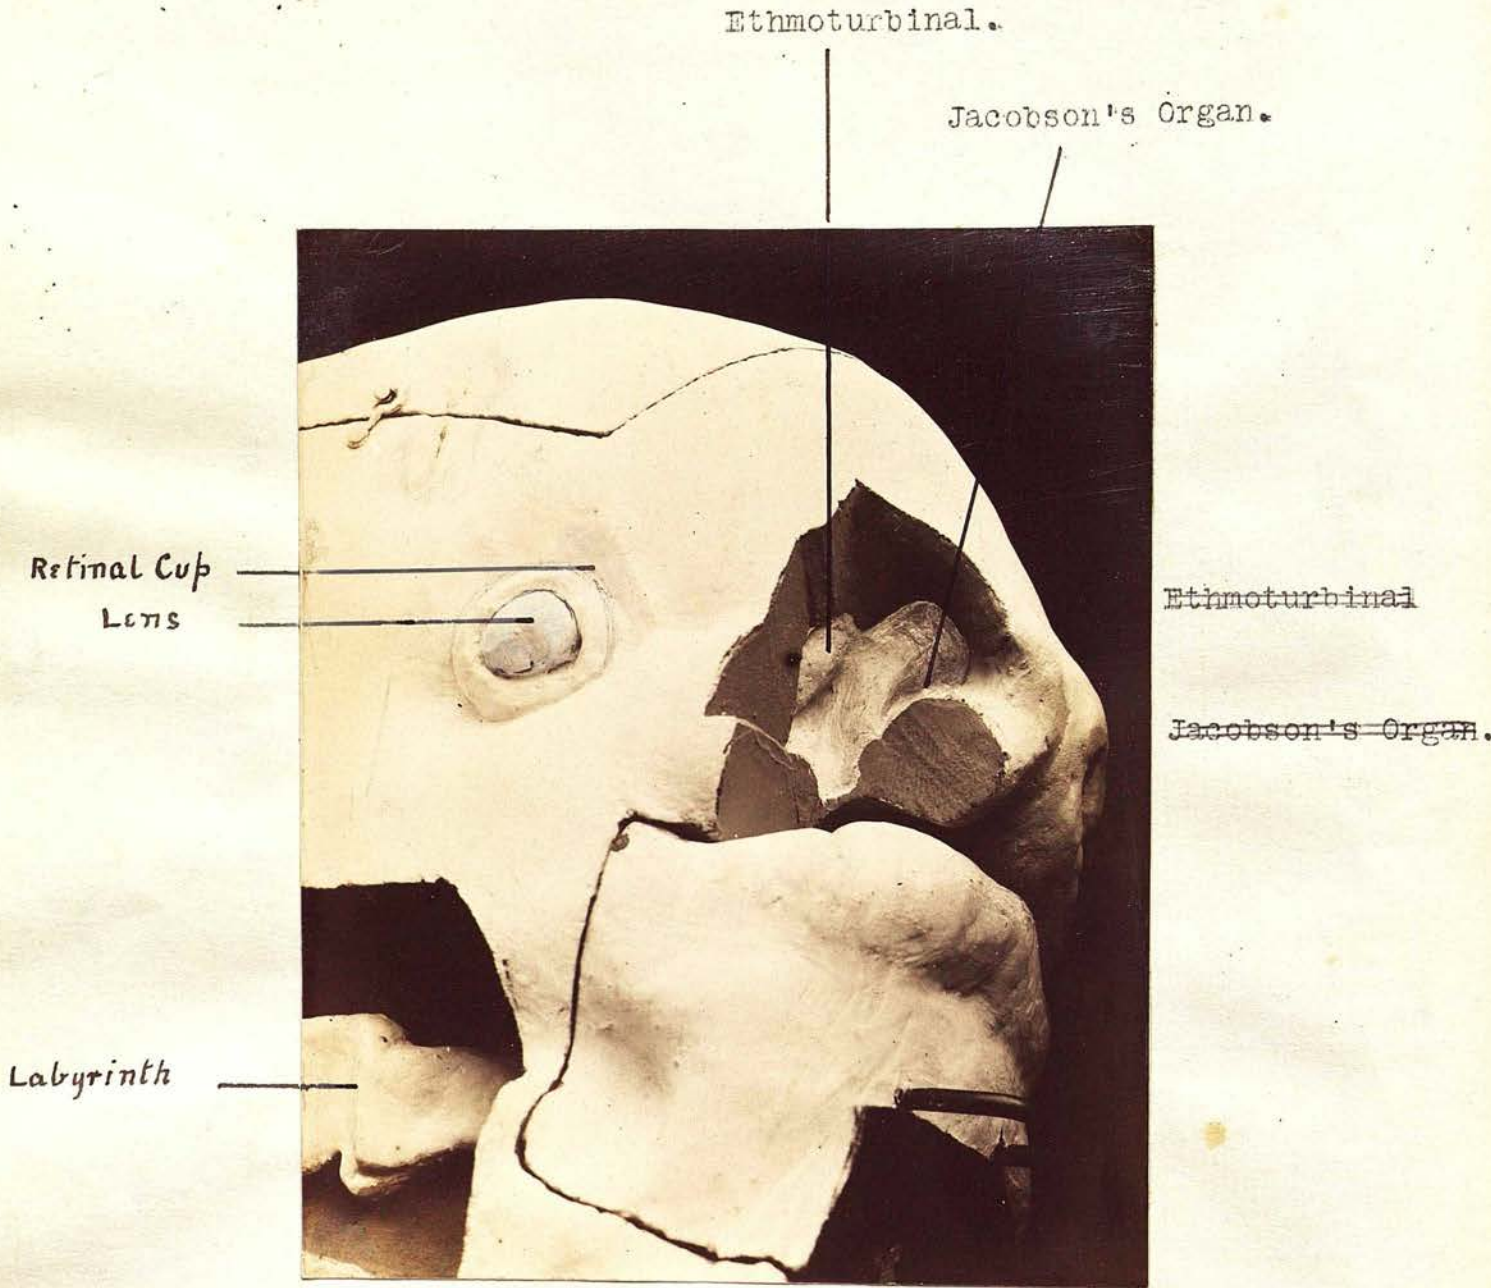 Ethmoturbinal.
Jacobson's Organ.
Retinal Cup
Lens
Ethmoturbinal
Jacobson's Organ.
Labyrinth